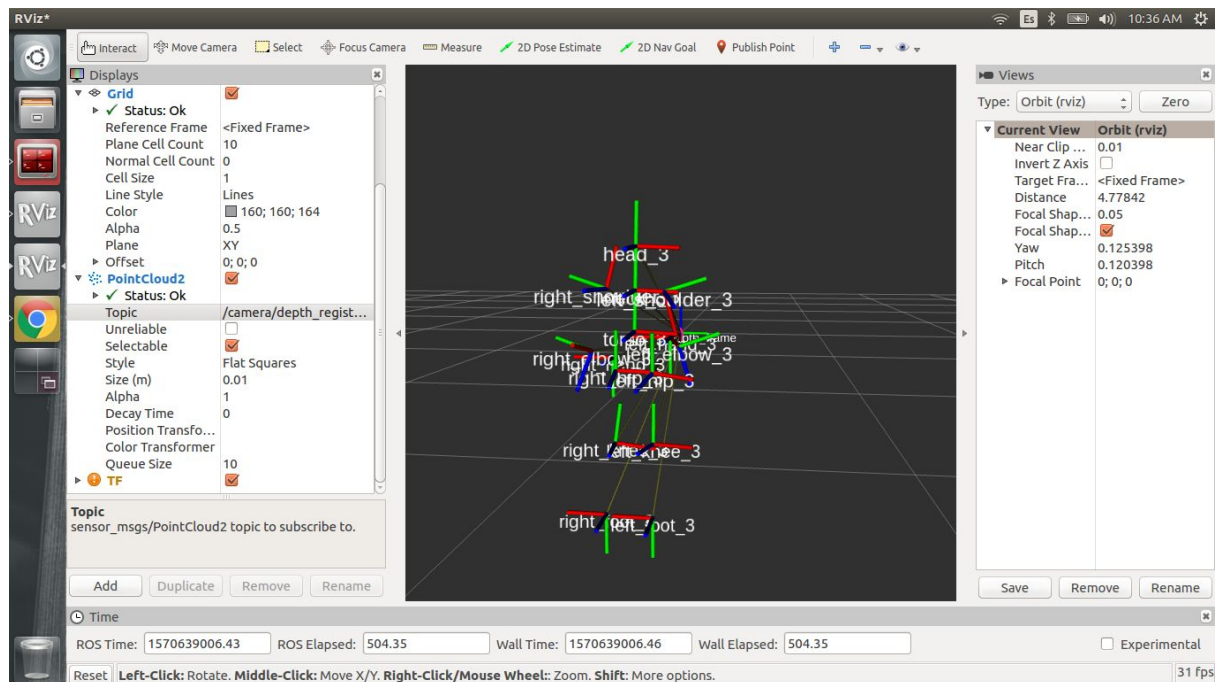 RViz*
Es
10:36 AM
Interact Move Camera Select Focus Camera Measure 2D Pose Estimate 2D Nav Goal Publish Point
Displays
Grid
Status: Ok
Reference Frame <Fixed Frame>
Plane Cell Count 10
Normal Cell Count 0
Cell Size 1
Line Style Lines
Color 160; 160; 164
Alpha 0.5
Plane XY
Offset 0; 0; 0
PointCloud2
Status: Ok
Topic /camera/depth_regist...
Unreliable
Selectable
Style Flat Squares
Size (m) 0.01
Alpha 1
Decay Time 0
Position Transfo...
Color Transformer
Queue Size 10
TF
Topic
sensor_msgs/PointCloud2 topic to subscribe to.
Add Duplicate Remove Rename
RViz
RViz
head_3
left_hip_3
left_knee_3
left_foot_3
Views
Type: Orbit (rviz) Zero
Current View Orbit (rviz)
Near Clip ... 0.01
Invert Z Axis
Target Fra... <Fixed Frame>
Distance 4.77842
Focal Shap... 0.05
Focal Shap...
Yaw 0.125398
Pitch 0.120398
Focal Point 0; 0; 0
Save Remove Rename
Time
ROS Time: 1570639006.43 ROS Elapsed: 504.35 Wall Time: 1570639006.46 Wall Elapsed: 504.35 Experimental
Reset Left-Click: Rotate. Middle-Click: Move X/Y. Right-Click/Mouse Wheel:: Zoom. Shift: More options. 31 fps